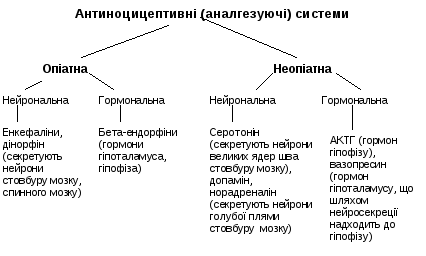 Антиноцицептивні (аналгезуючі) системи
Опіатна
Неопіатна
Нейрональна
Гормональна
Нейрональна
Гормональна
Енкефаліни,
дінорфін
(секретують
нейрони
стовбуру мозку,
спинного мозку)
Бета-ендорфіни
(гормони
гіпоталамуса,
гіпофіза)
Серотонін
(секретують нейрони
великих ядер шва
стовбуру мозку),
допамін,
норадреналін
(секретують нейрони
голубої плями
стовбуру мозку)
АКТГ (гормон
гіпофізу),
вазопресин
(гормон
гіпоталамусу, що
шляхом
нейросекреції
надходить до
гіпофізу)